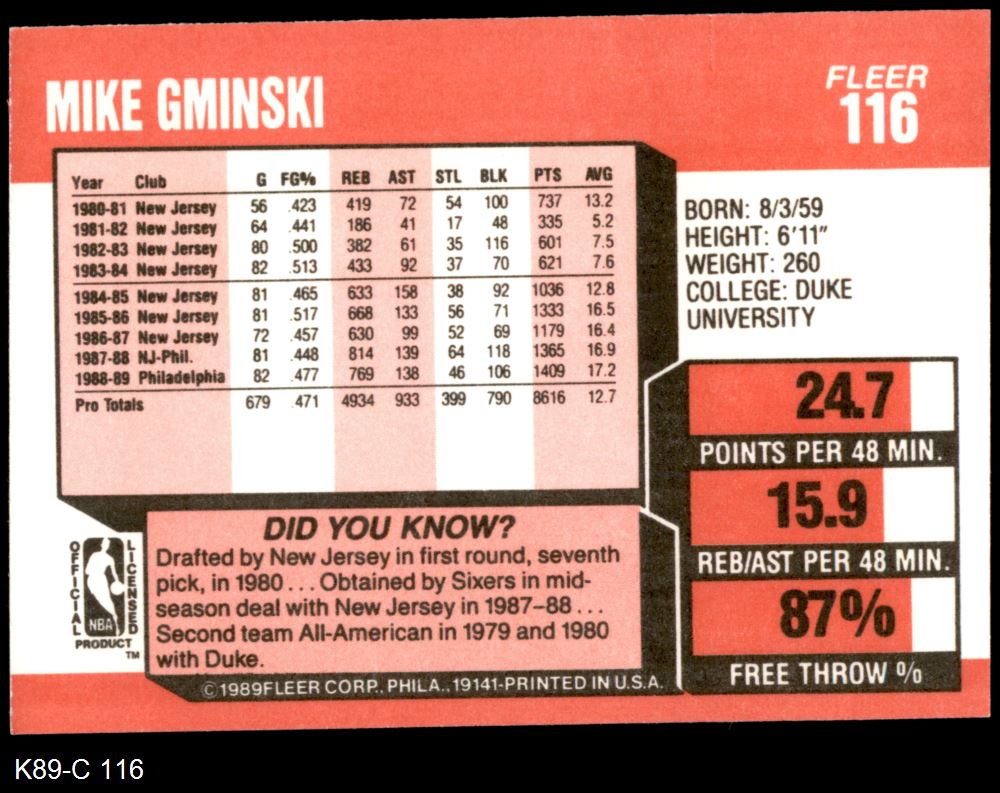 MIKE GMINSKI
FLEER
116
Year Club G FG% REB AST STL BLK PTS AVG
1980-81 New Jersey 56 .423 419 72 54 100 737 13.2
1981-82 New Jersey 64 .441 186 41 17 48 335 5.2
1982-83 New Jersey 80 .500 382 61 35 116 601 7.5
1983-84 New Jersey 82 .513 433 92 37 70 621 7.6
1984-85 New Jersey 81 .465 633 158 38 92 1036 12.8
1985-86 New Jersey 81 .517 668 133 56 71 1333 16.5
1986-87 New Jersey 72 .457 630 99 52 69 1179 16.4
1987-88 NJ-Phil. 81 .448 814 139 64 118 1365 16.9
1988-89 Philadelphia 82 .477 769 138 46 106 1409 17.2
Pro Totals 679 .471 4934 933 399 790 8616 12.7
BORN: 8/3/59
HEIGHT: 6'11"
WEIGHT: 260
COLLEGE: DUKE
UNIVERSITY
24.7
POINTS PER 48 MIN.
15.9
REB/AST PER 48 MIN.
87%
FREE THROW %
DID YOU KNOW?
Drafted by New Jersey in first round, seventh
pick, in 1980 . . . Obtained by Sixers in mid-
season deal with New Jersey in 1987–88 . . .
Second team All-American in 1979 and 1980
with Duke.
OFFICIAL
LICENSED
NBA
PRODUCT
TM
©1989FLEER CORP., PHILA., 19141-PRINTED IN U.S.A.
K89-C 116